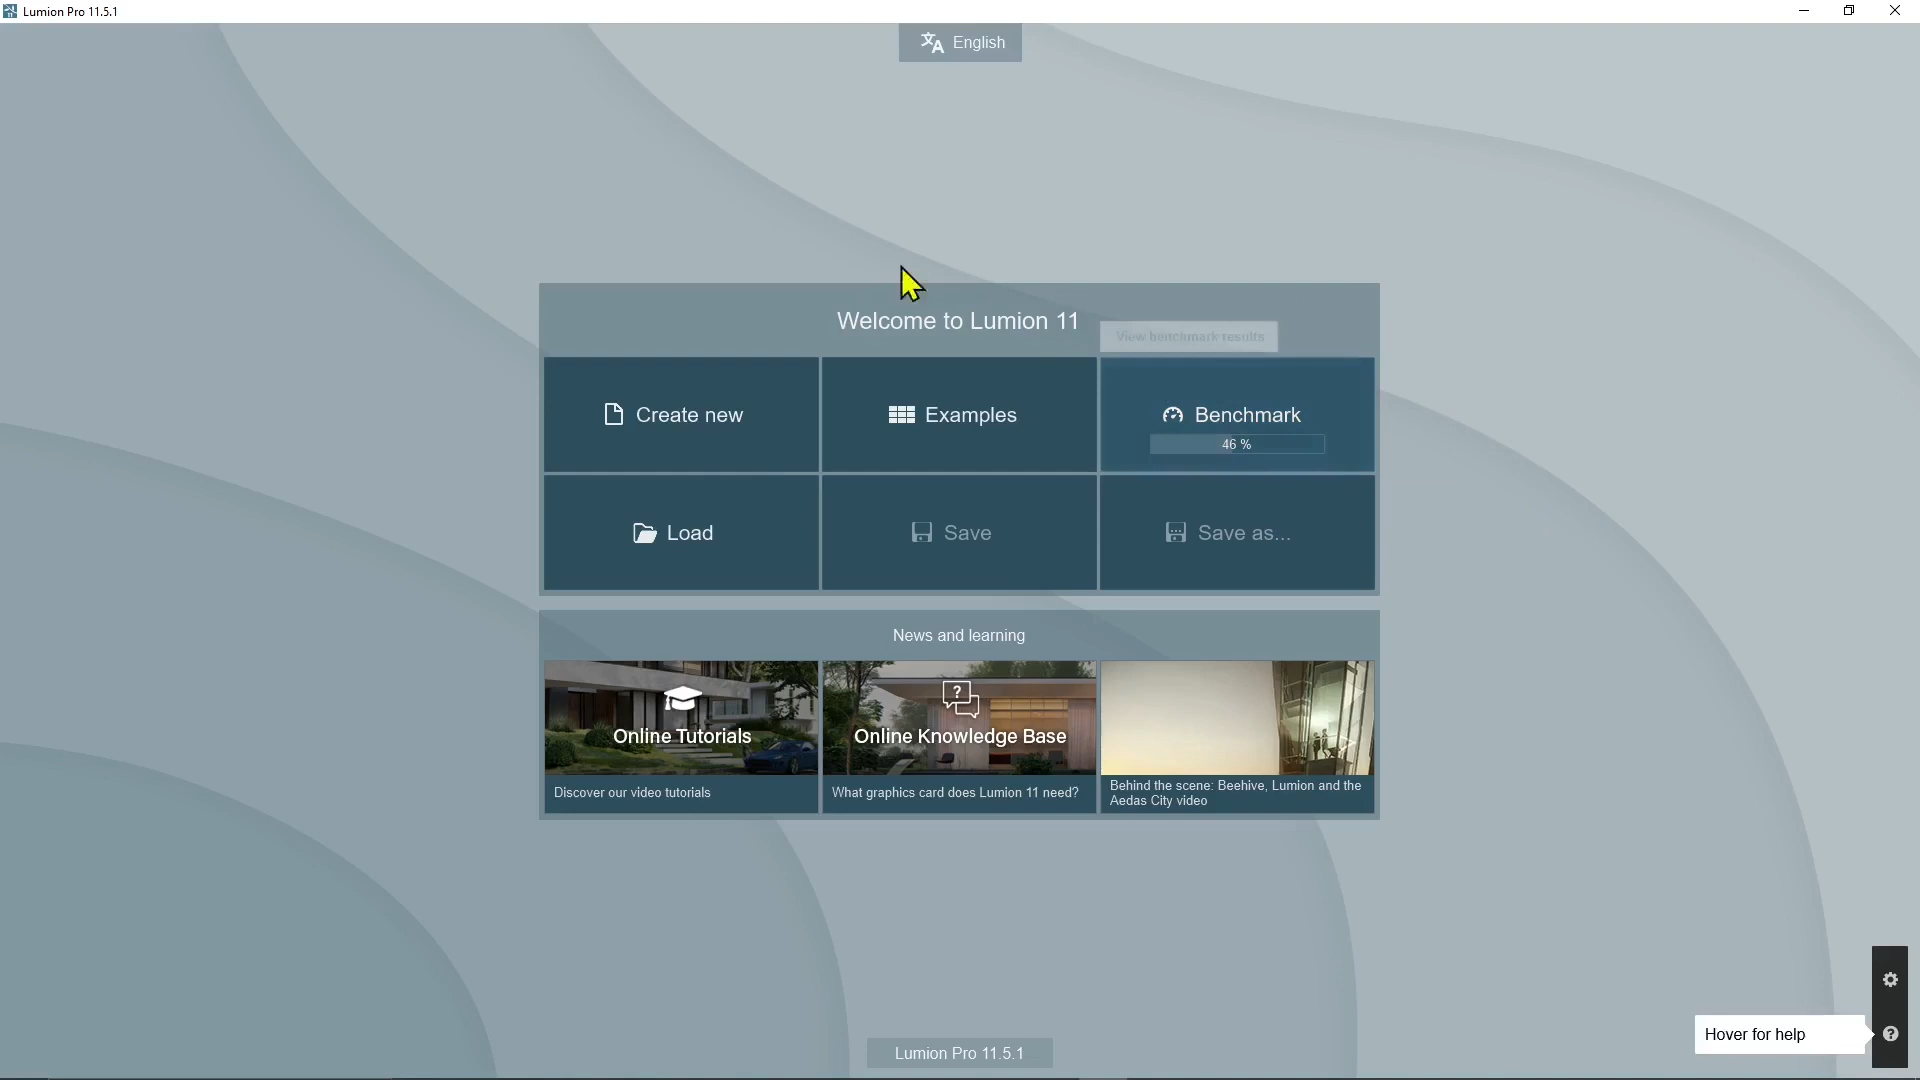 Lumion Pro 11.5.1
English
Welcome to Lumion 11
View benchmark results
Create new
Examples
Benchmark
46 %
Load
Save
Save as...
News and learning
Online Tutorials
Online Knowledge Base
Discover our video tutorials
What graphics card does Lumion 11 need?
Behind the scene: Beehive, Lumion and the
Aedas City video
Hover for help
Lumion Pro 11.5.1